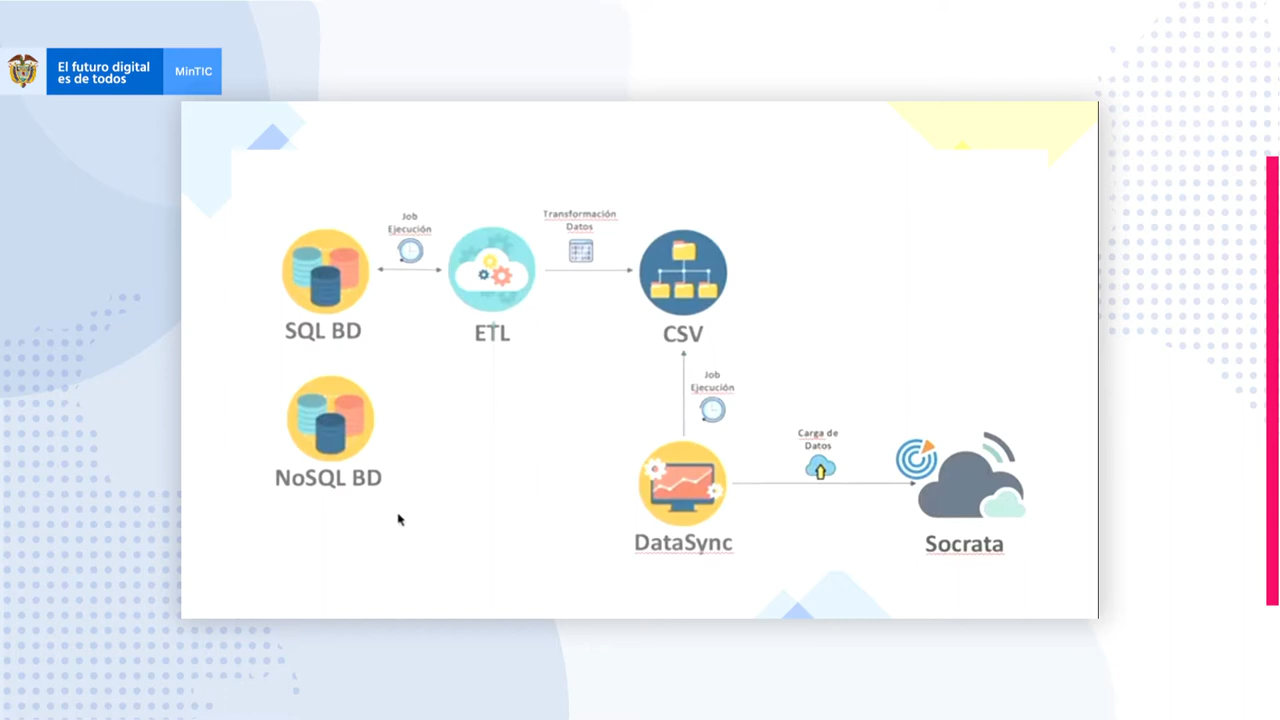 El futuro digital
es de todos
MinTIC
Job
Ejecución
Transformación
Datos
SQL BD
ETL
CSV
Job
Ejecución
NoSQL BD
Carga de
Datos
DataSync
Socrata